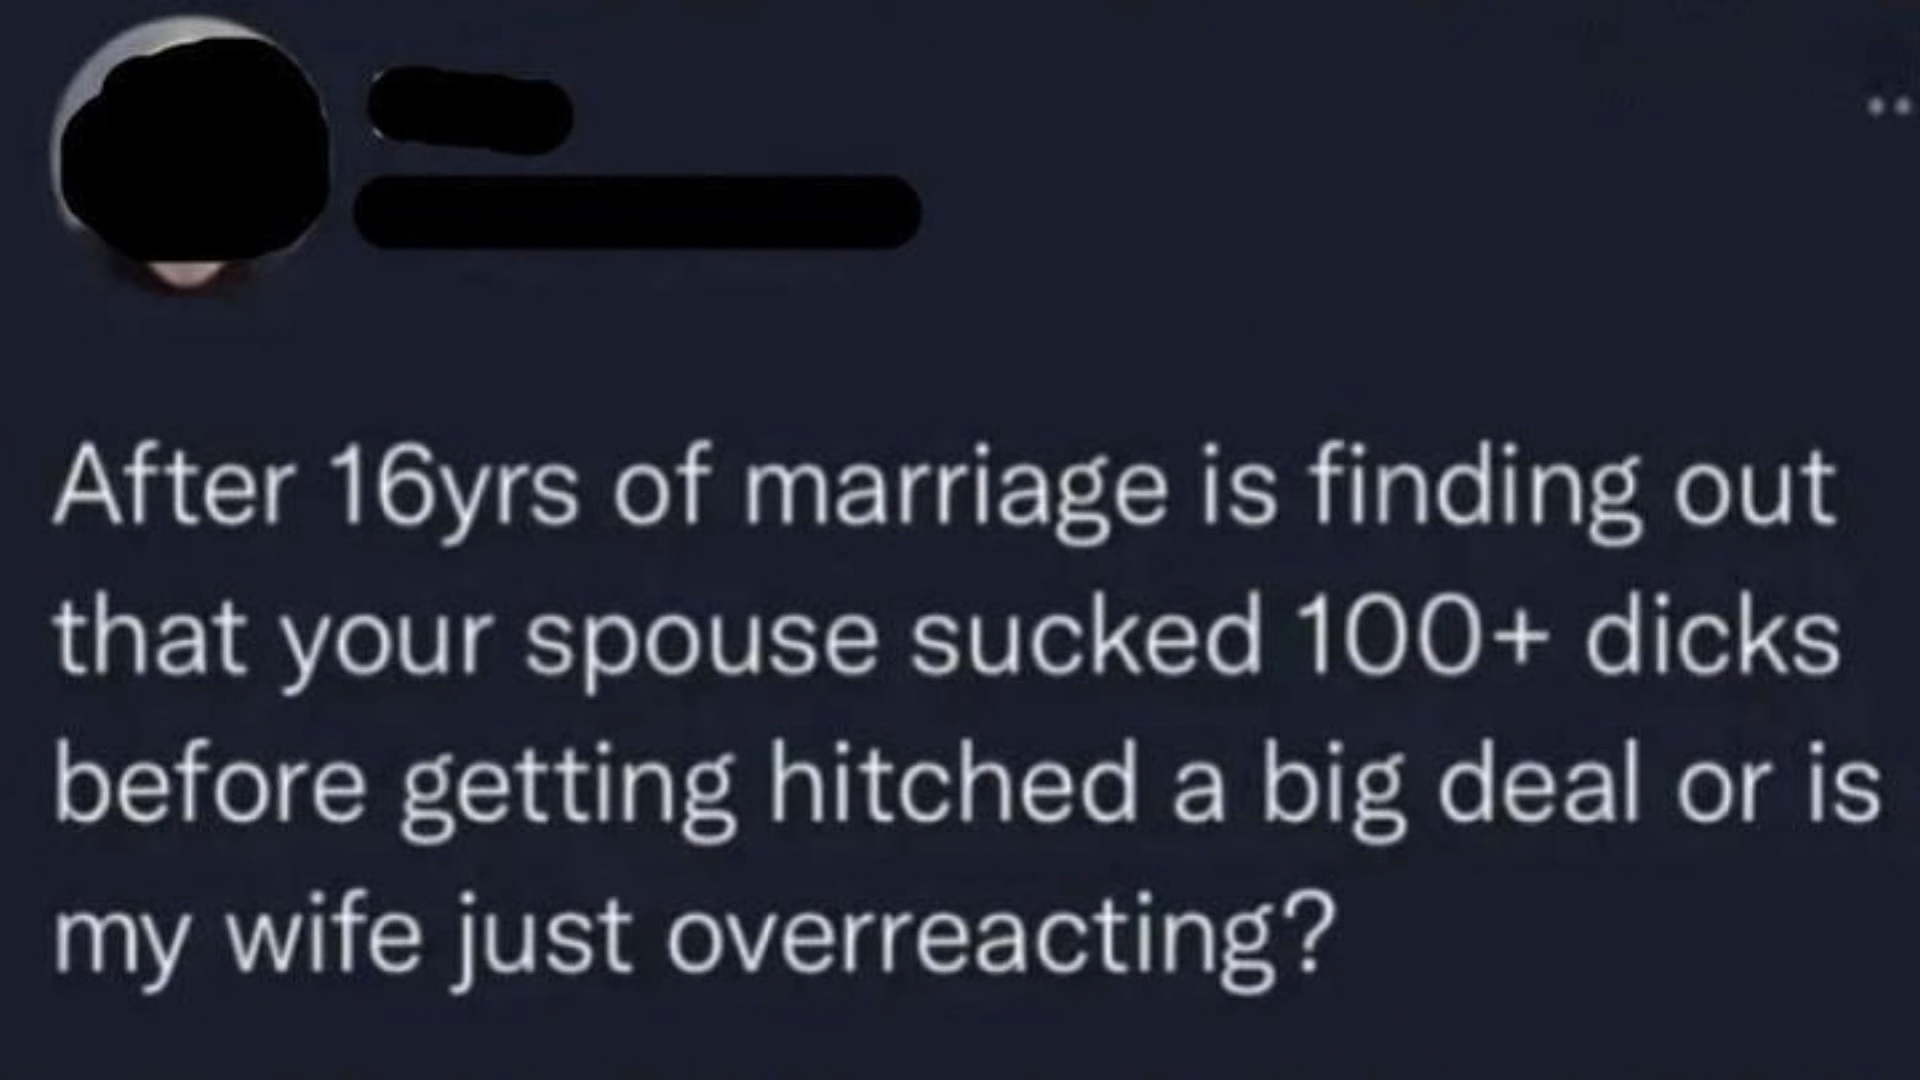 After 16yrs of marriage is finding out
that your spouse sucked 100+ dicks
before getting hitched a big deal or is
my wife just overreacting?